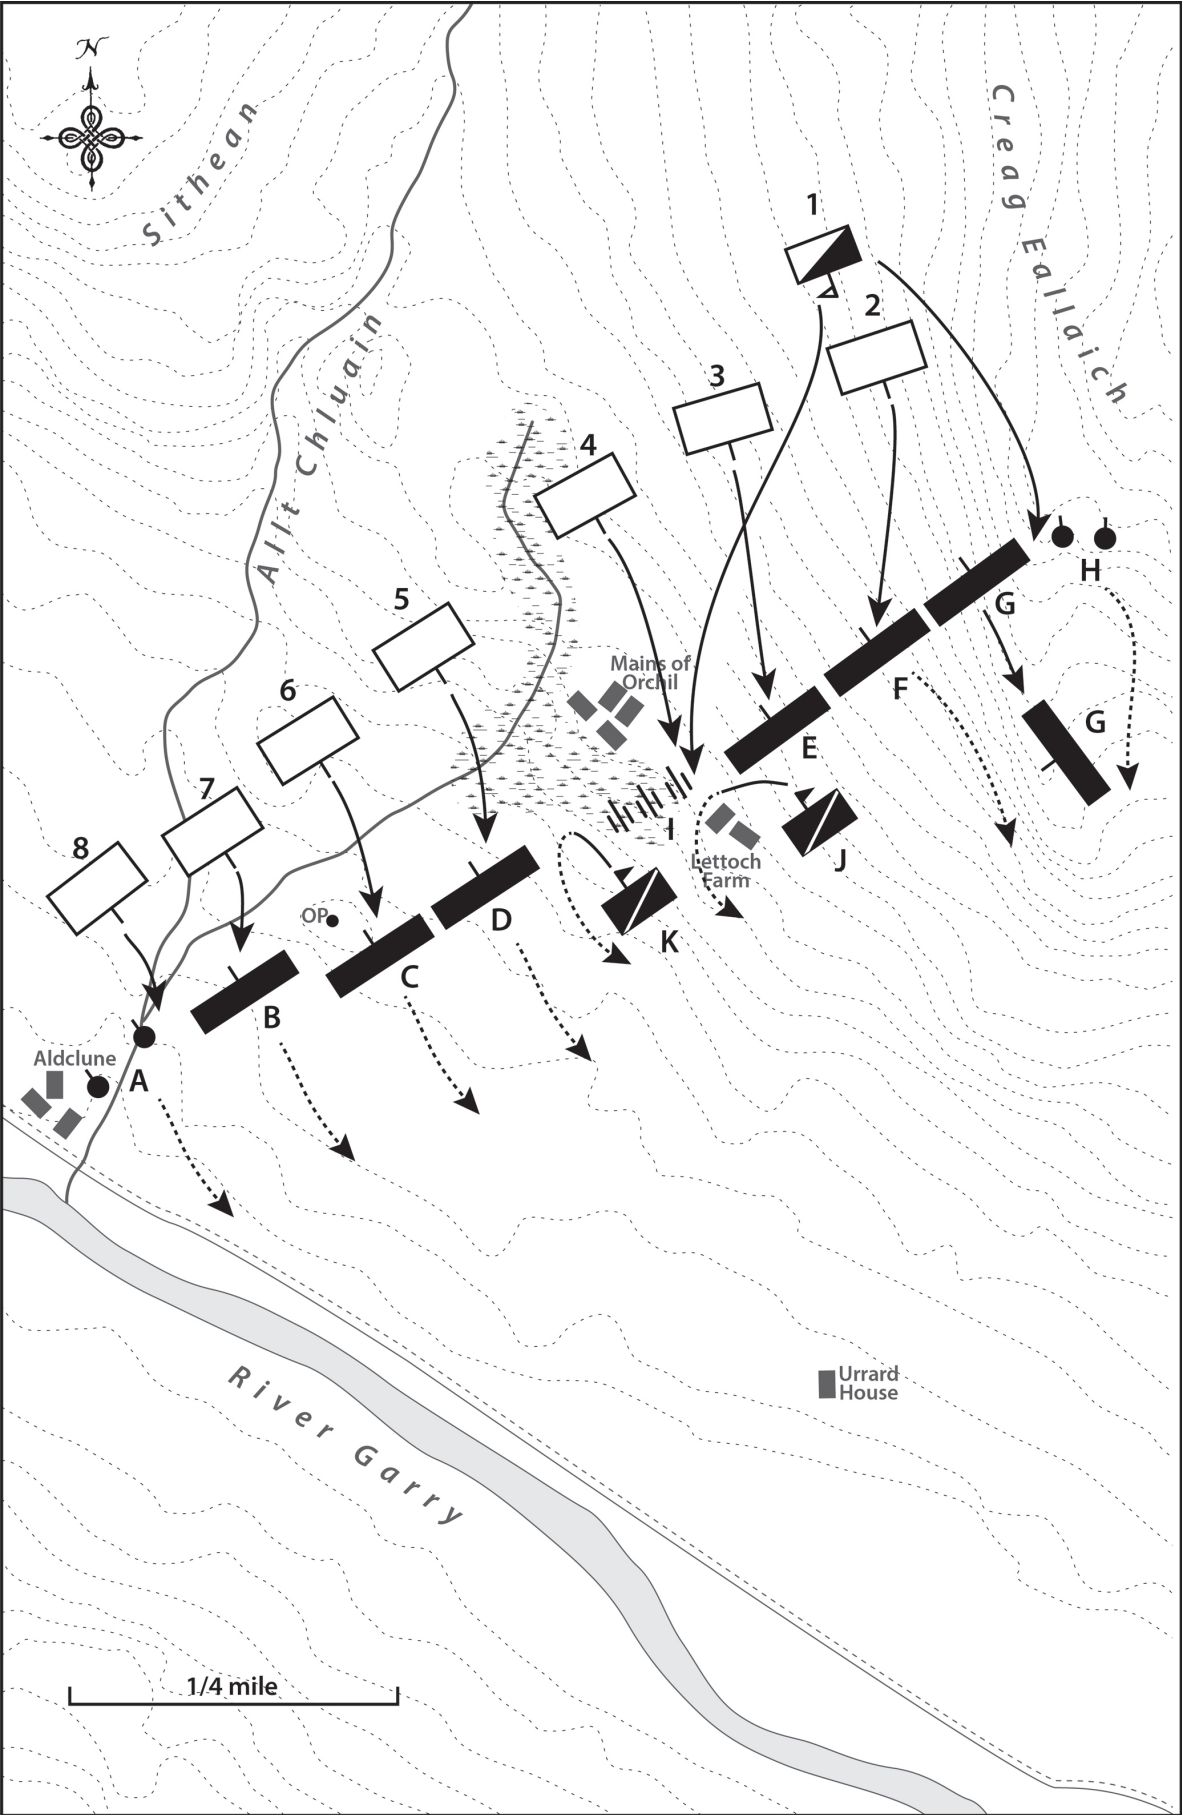 N
Sithean
Creag Eallaich
1
2
3
Allt Chluain
4
H
G
5
Mains of
Orchil
F
6
G
E
7
I
8
J
Lettoch
Farm
OP
D
K
C
B
Aldclune
A
Urrard
House
River Garry
1/4 mile